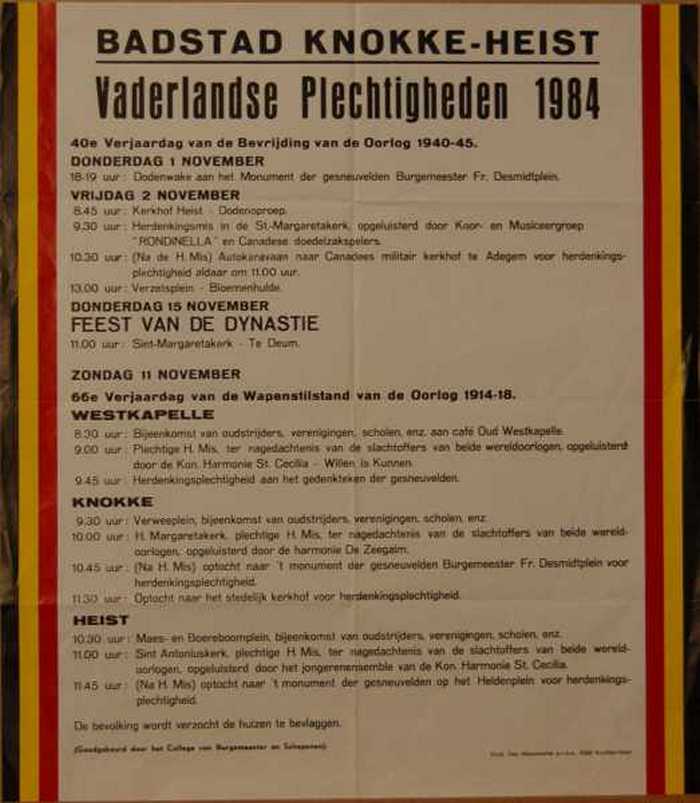 BADSTAD KNOKKE-HEIST
Vaderlandse Plechtigheden 1984
40e Verjaardag van de Bevrijding van de Oorlog 1940-45.
DONDERDAG 1 NOVEMBER
18-19 uur : Dodenwake aan het Monument der gesneuvelden Burgemeester Fr. Desmidtplein.
VRIJDAG 2 NOVEMBER
8.45 uur : Kerkhof Heist - Dodenoproep.
9.30 uur : Herdenkingsmis in de St.-Margaretakerk, opgeluisterd door Koor- en Musiceergroep
"RONDINELLA" en Canadese doedelzakspelers.
10.30 uur : (Na de H. Mis) Autokaravaan naar Canadees militair kerkhof te Adegem voor herdenkings-
plechtigheid aldaar om 11.00 uur.
13.00 uur : Verzetsplein - Bloemenhulde.
DONDERDAG 15 NOVEMBER
FEEST VAN DE DYNASTIE
11.00 uur : Sint-Margaretakerk - Te Deum.
ZONDAG 11 NOVEMBER
66e Verjaardag van de Wapenstilstand van de Oorlog 1914-18.
WESTKAPELLE
8.30 uur : Bijeenkomst van oudstrijders, verenigingen, scholen, enz. aan café Oud Westkapelle.
9.00 uur : Plechtige H. Mis, ter nagedachtenis van de slachtoffers van beide wereldoorlogen, opgeluisterd
door de Kon. Harmonie St. Cecilia - Willen is Kunnen.
9.45 uur : Herdenkingsplechtigheid aan het gedenkteken der gesneuvelden.
KNOKKE
9.30 uur : Verweeplein, bijeenkomst van oudstrijders, verenigingen, scholen, enz.
10.00 uur : H. Margaretakerk, plechtige H. Mis, ter nagedachtenis van de slachtoffers van beide wereld-
oorlogen, opgeluisterd door de harmonie De Zeegalm.
10.45 uur : (Na H. Mis) optocht naar 't monument der gesneuvelden Burgemeester Fr. Desmidtplein voor
herdenkingsplechtigheid.
11.30 uur : Optocht naar het stedelijk kerkhof voor herdenkingsplechtigheid.
HEIST
10.30 uur : Maes- en Boereboomplein, bijeenkomst van oudstrijders, verenigingen, scholen, enz.
11.00 uur : Sint Antoniuskerk, plechtige H. Mis, ter nagedachtenis van de slachtoffers van beide wereld-
oorlogen, opgeluisterd door het jongerenensemble van de Kon. Harmonie St. Cecilia.
11.45 uur : (Na H. Mis) optocht naar 't monument der gesneuvelden op het Heldenplein voor herdenkings-
plechtigheid.
De bevolking wordt verzocht de huizen te bevlaggen.
(Goedgekeurd door het College van Burgemeester en Schepenen)